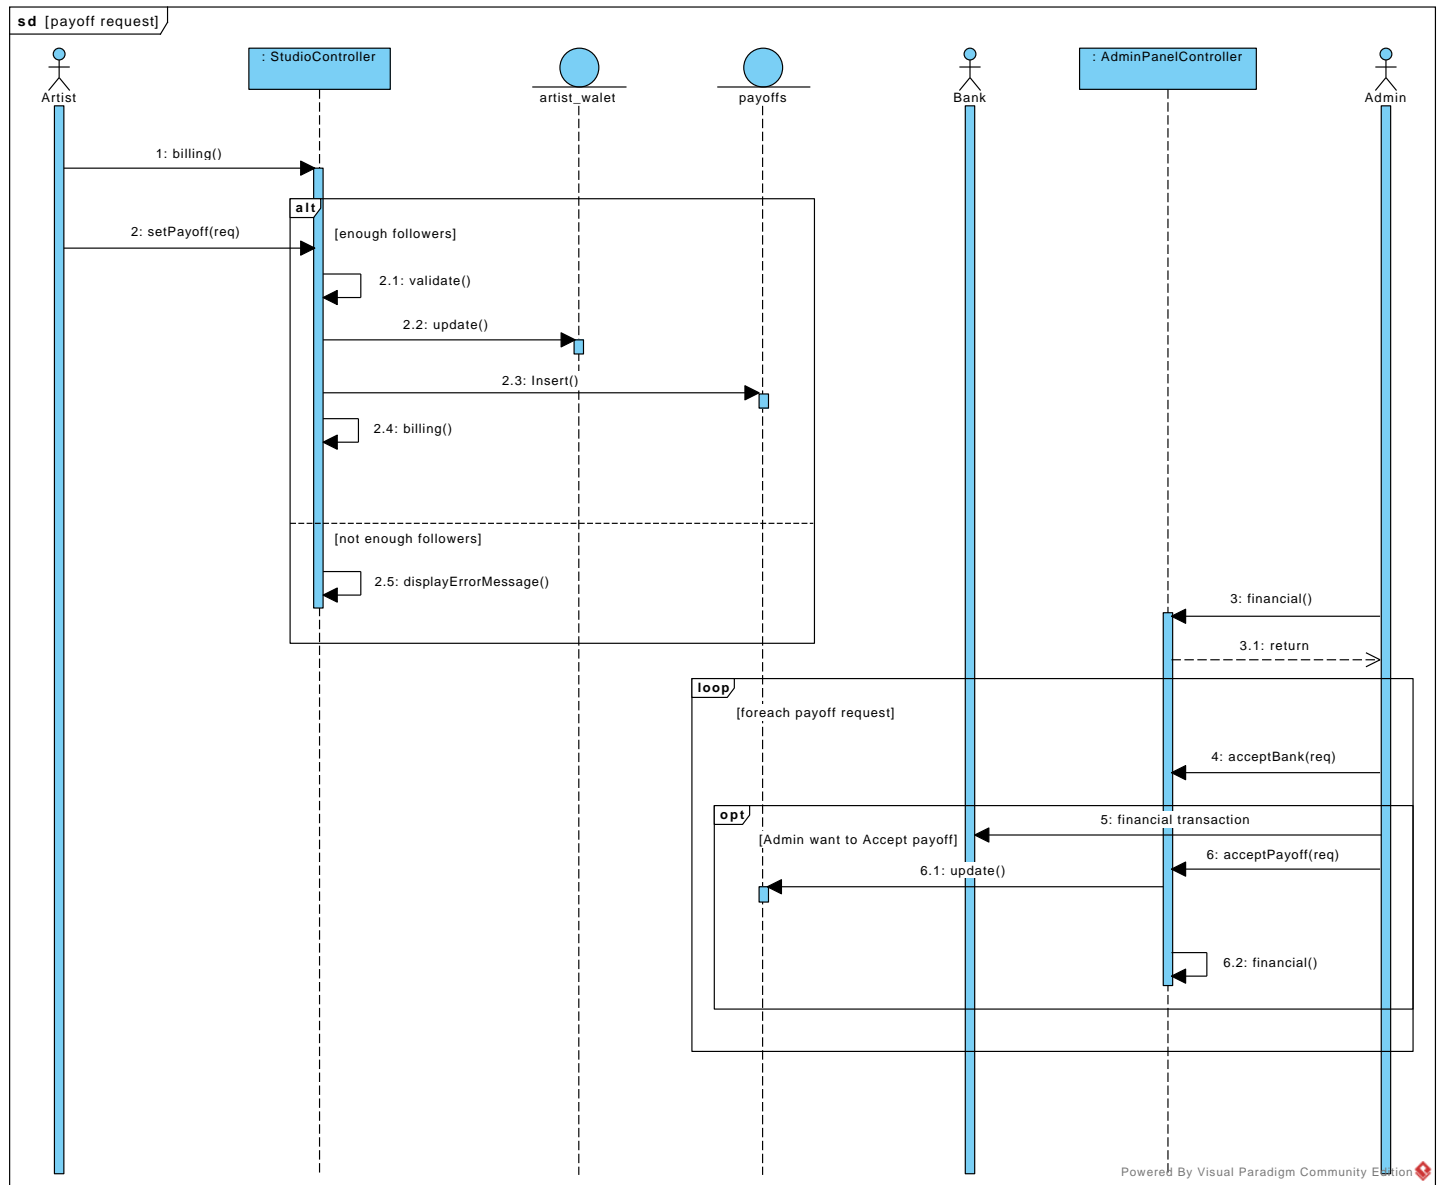 sd [payoff request]
: StudioController
: AdminPanelController
Artist
artist_walet
payoffs
Bank
Admin
1: billing()
alt
2: setPayoff(req)
[enough followers]
2.1: validate()
2.2: update()
2.3: Insert()
2.4: billing()
[not enough followers]
2.5: displayErrorMessage()
3: financial()
3.1: return
loop
[foreach payoff request]
4: acceptBank(req)
opt
5: financial transaction
[Admin want to Accept payoff]
6: acceptPayoff(req)
6.1: update()
6.2: financial()
Powered By Visual Paradigm Community Edition